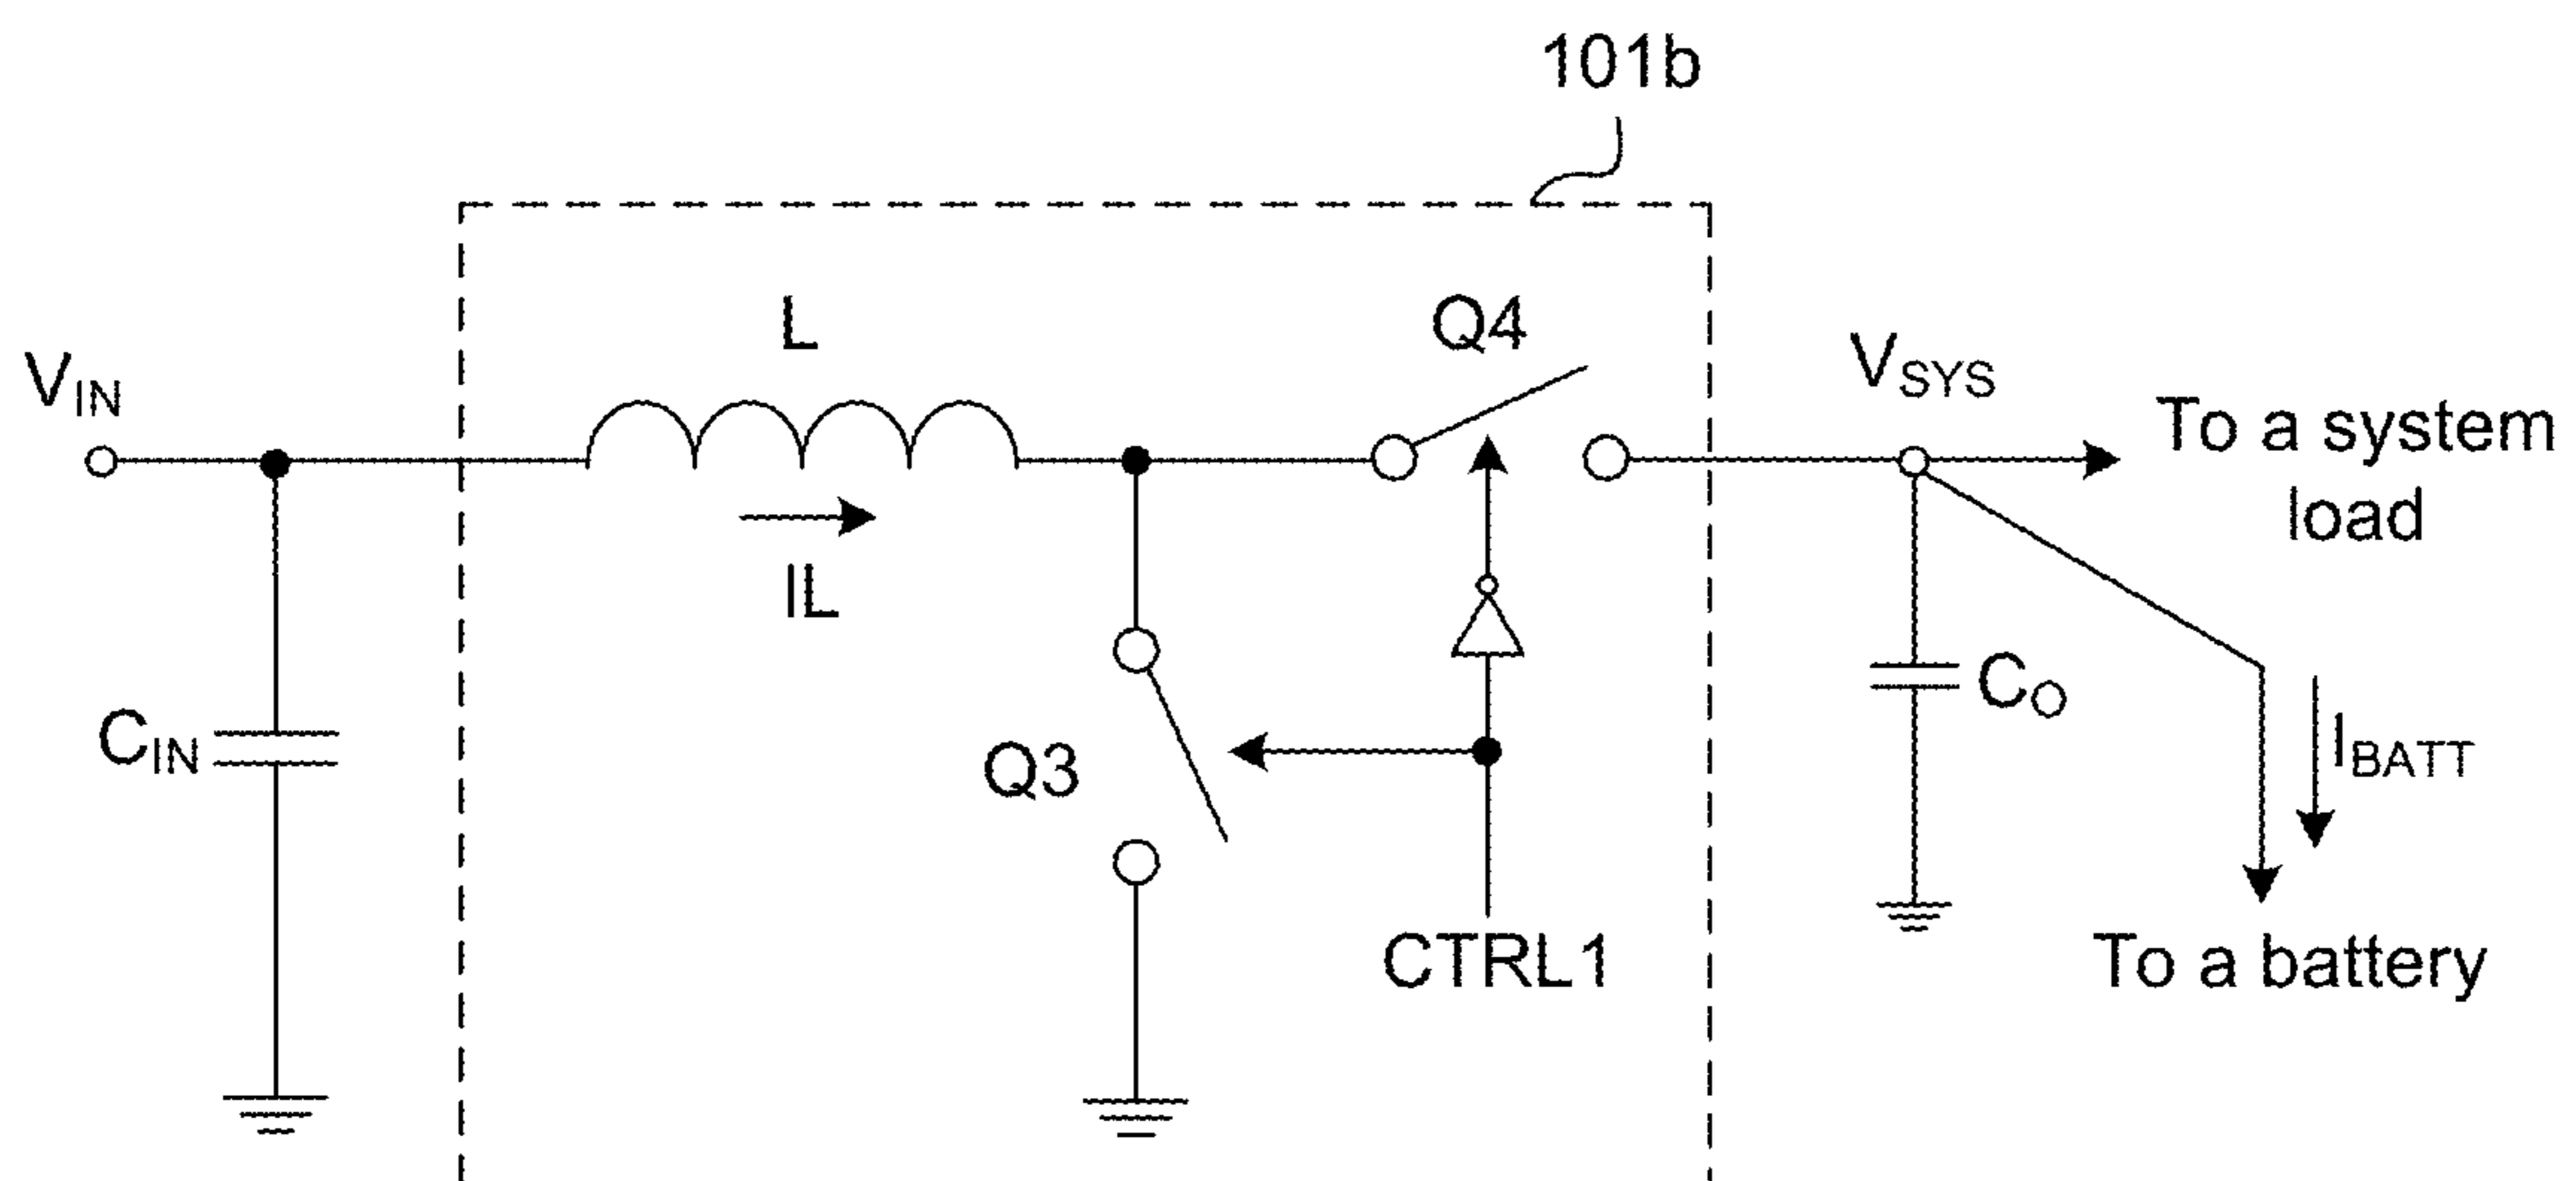 101b
L
Q4
VIN
VSYS
To a system
load
IL
CIN
Q3
CO
IBATT
CTRL1
To a battery